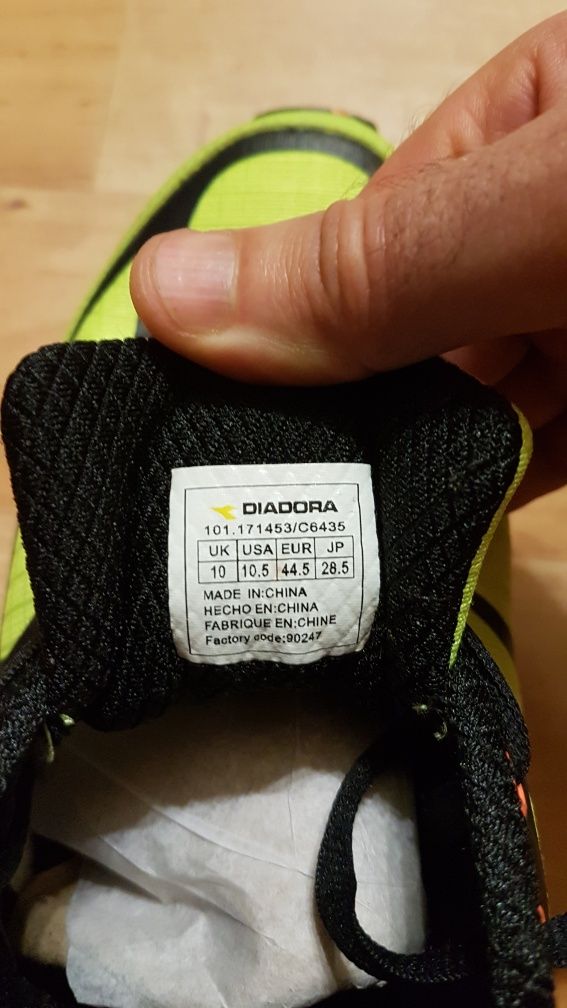 DIADORA
101.171453/C6435
UK USA EUR JP
10 10.5 44.5 28.5
MADE IN:CHINA
HECHO EN:CHINA
FABRIQUE EN:CHINE
Factory code:90247